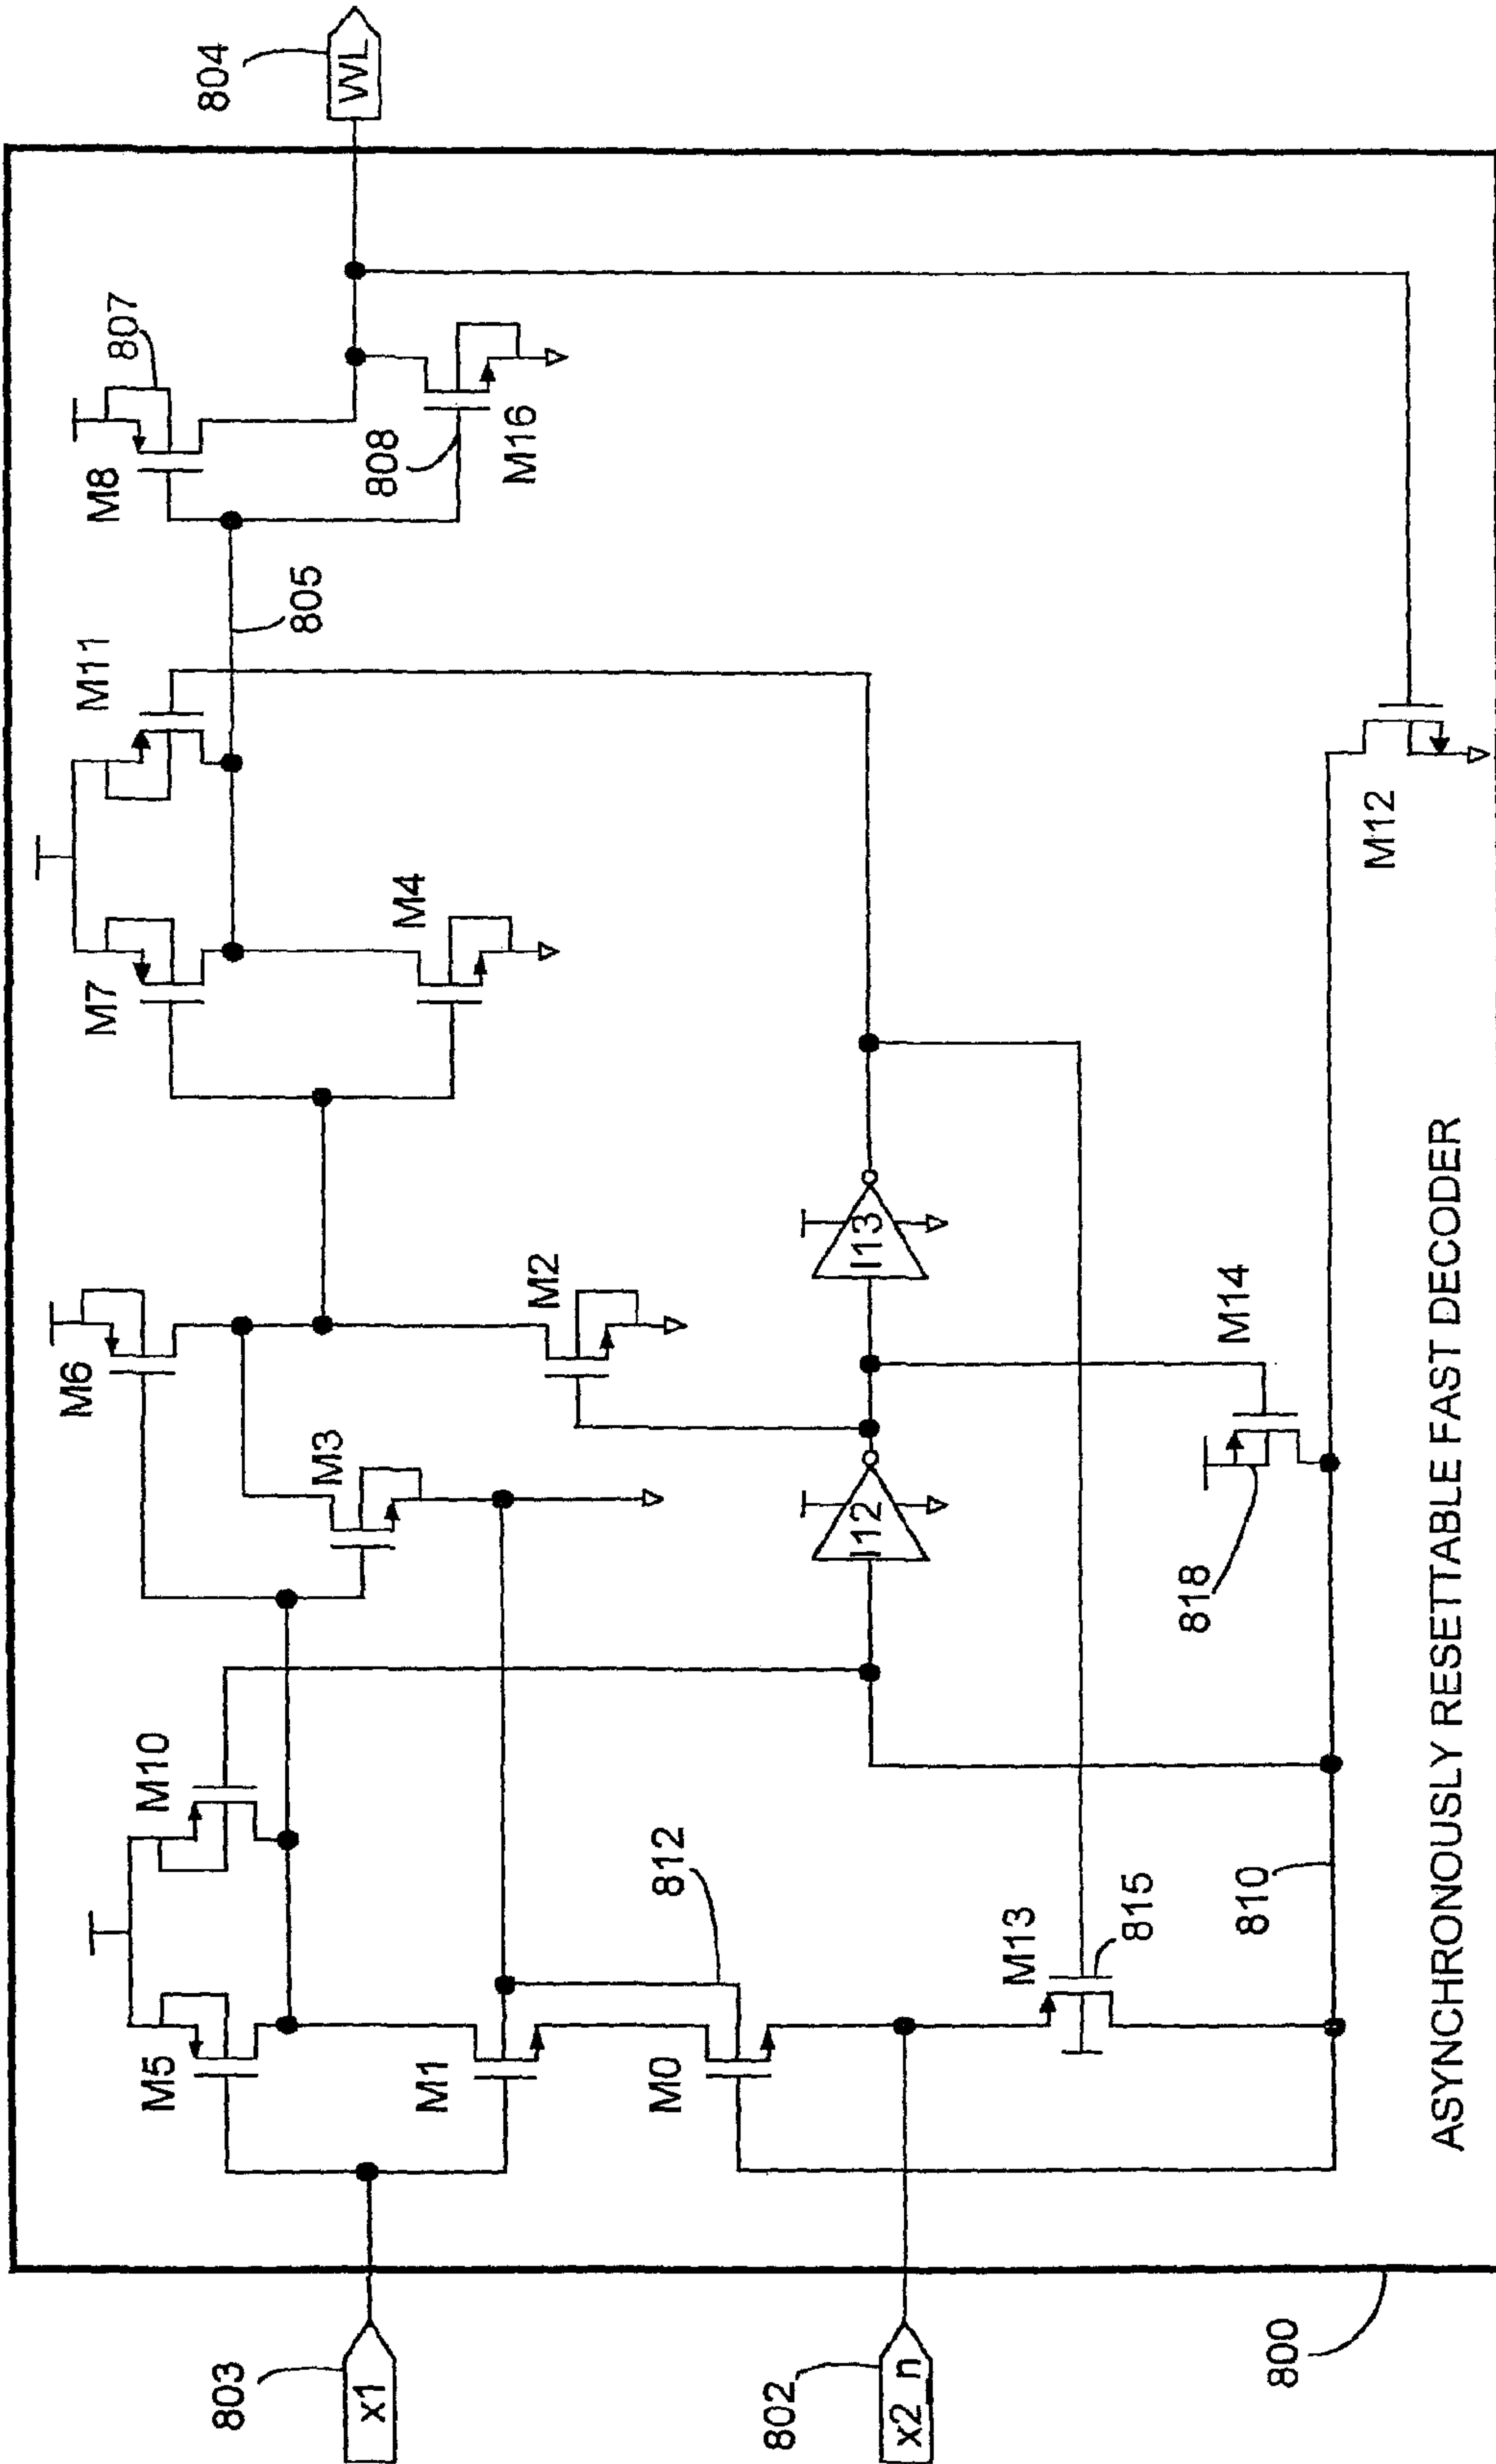 803
x1
802
x2_n
800
M5
M10
M1
M0
812
M13
815
810
M6
M3
M2
I12
I13
M14
818
M7
M4
M11
805
M8
807
808
M16
M12
804
WL
ASYNCHRONOUSLY RESETTABLE FAST DECODER